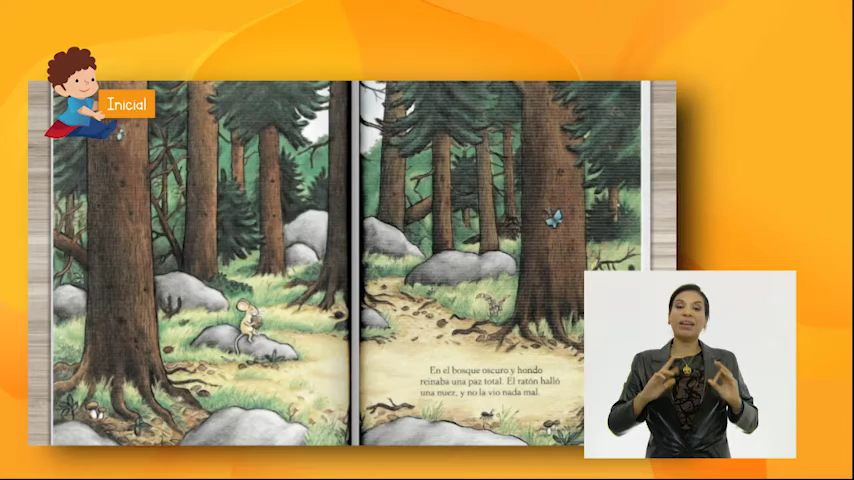 Inicial
En el bosque oscuro y hondo
reinaba una paz total. El ratón halló
una nuez, y no la vio nada mal.